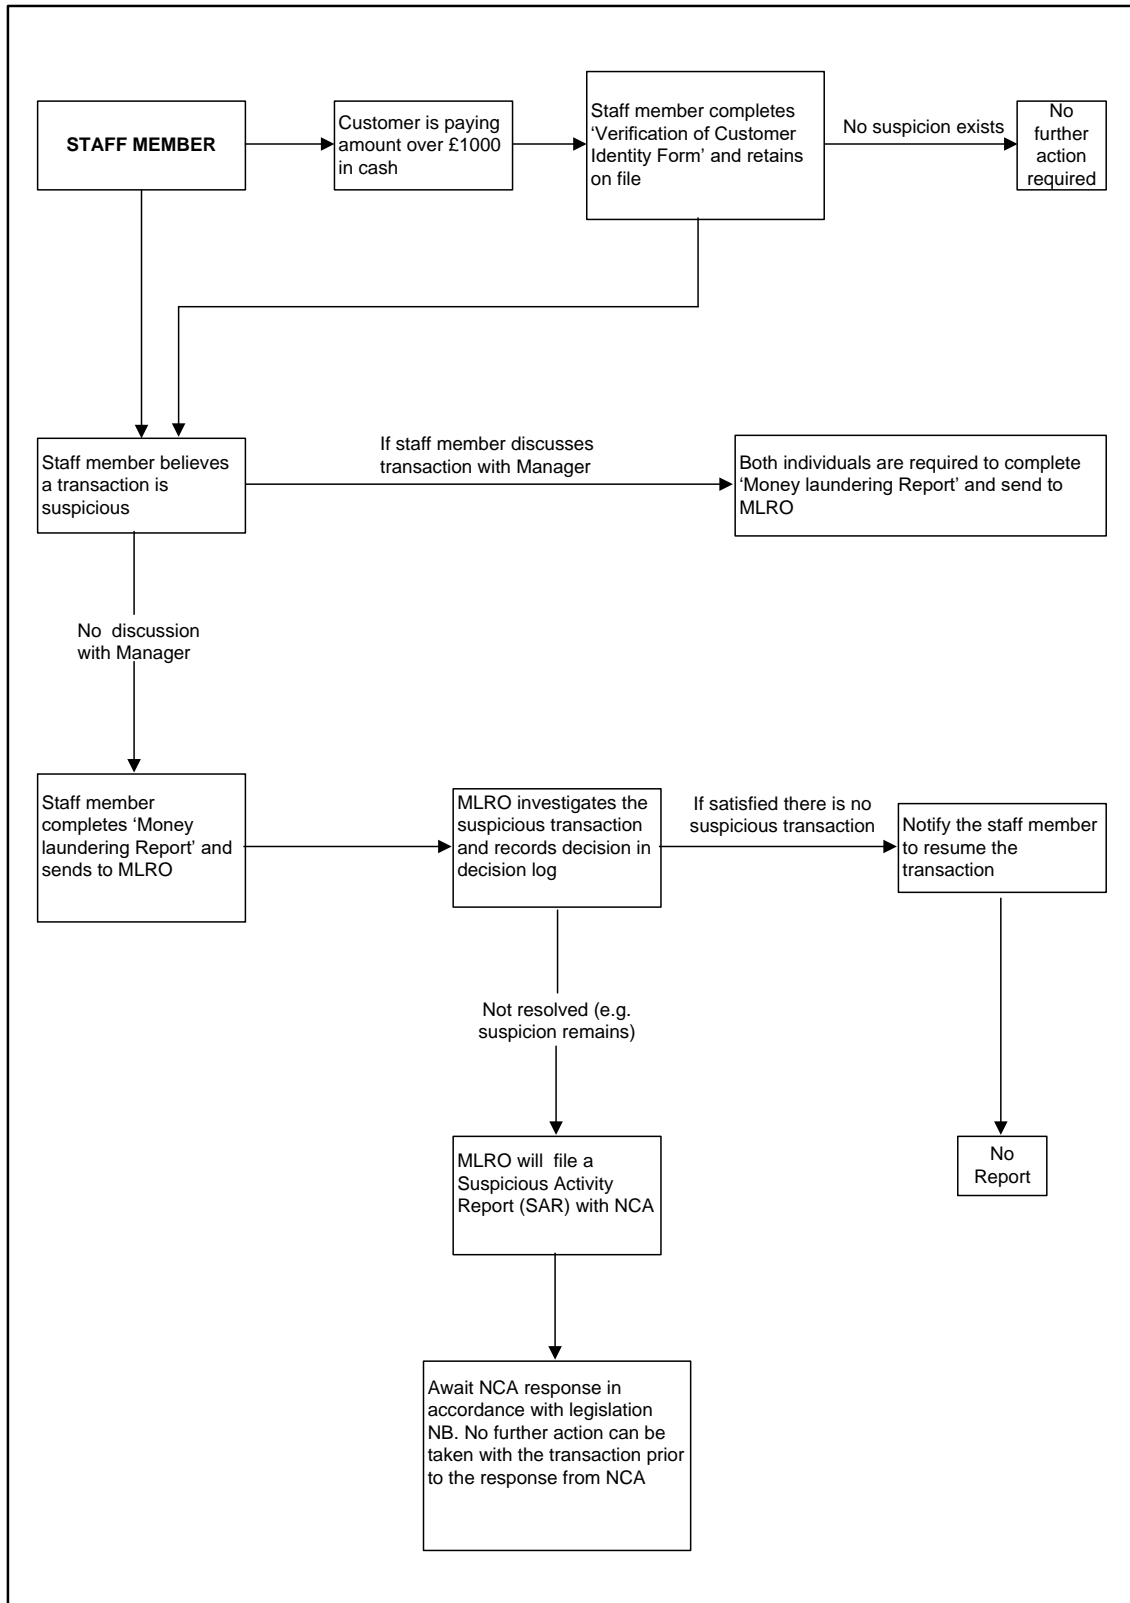 STAFF MEMBER
Customer is paying
amount over £1000
in cash
Staff member completes
‘Verification of Customer
Identity Form’ and retains
on file
No suspicion exists
No
further
action
required
Staff member believes
a transaction is
suspicious
If staff member discusses
transaction with Manager
Both individuals are required to complete
‘Money laundering Report’ and send to
MLRO
No discussion
with Manager
Staff member
completes ‘Money
laundering Report’ and
sends to MLRO
MLRO investigates the
suspicious transaction
and records decision in
decision log
If satisfied there is no
suspicious transaction
Notify the staff member
to resume the
transaction
Not resolved (e.g.
suspicion remains)
MLRO will file a
Suspicious Activity
Report (SAR) with NCA
No
Report
Await NCA response in
accordance with legislation
NB. No further action can be
taken with the transaction prior
to the response from NCA